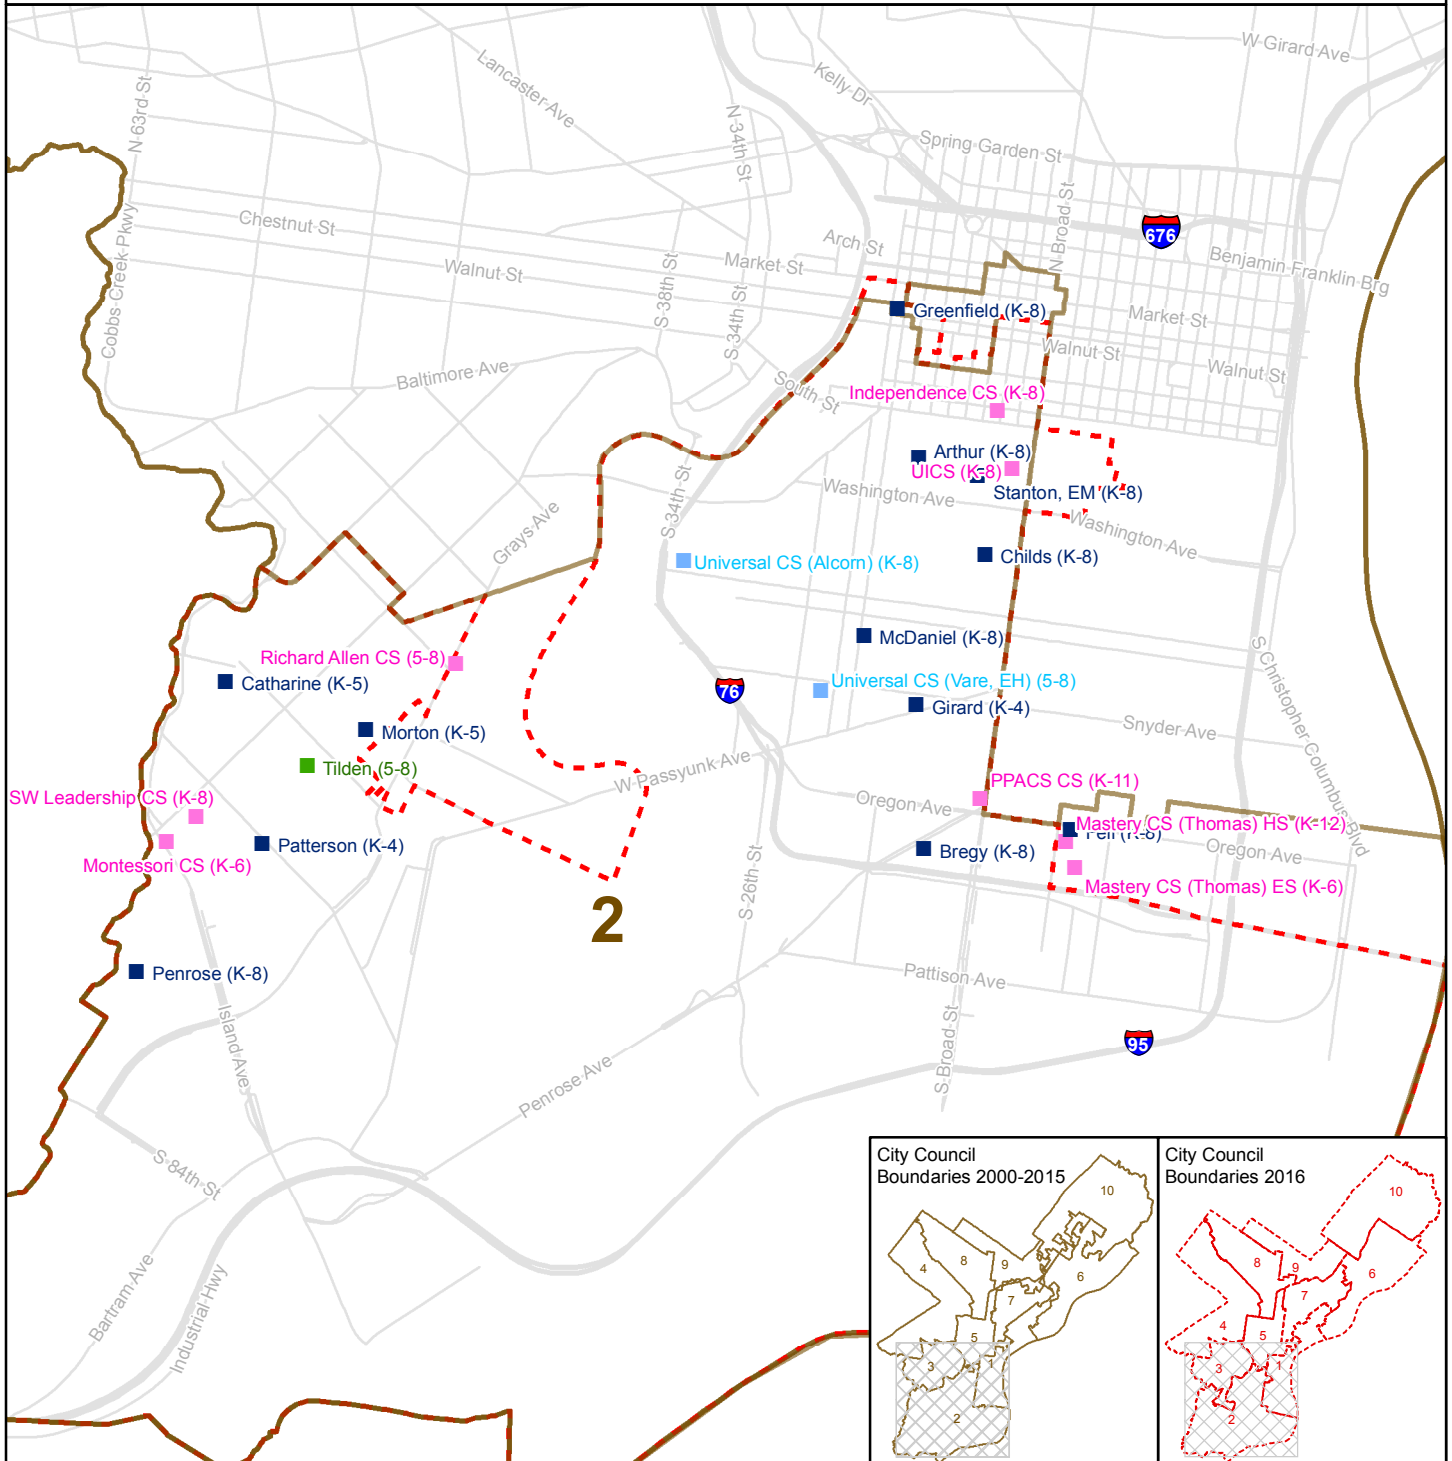 W Girard Ave
Lancaster Ave
Kelly Dr
N 63rd St
N 34th St
Spring Garden St
Chestnut St
Cobbs Creek Pkwy
Arch St
N Broad St
676
Walnut St
Market St
S 38th St
S 34th St
Benjamin Franklin Brg
Greenfield (K-8)
Market St
Walnut St
Walnut St
Baltimore Ave
South St
Independence CS (K-8)
Arthur (K-8)
UICS (K-8)
Stanton, EM (K-8)
Washington Ave
Washington Ave
S 34th St
Grays Ave
Universal CS (Alcorn) (K-8)
Childs (K-8)
McDaniel (K-8)
Richard Allen CS (5-8)
Catharine (K-5)
Universal CS (Vare, EH) (5-8)
76
Girard (K-4)
S Christopher Columbus Blvd
Morton (K-5)
Snyder Ave
Tilden (5-8)
W Passyunk Ave
PPACS CS (K-11)
SW Leadership CS (K-8)
Oregon Ave
Mastery CS (Thomas) HS (K-12)
Fell (K-8)
Patterson (K-4)
Bregy (K-8)
Oregon Ave
Montessori CS (K-6)
Mastery CS (Thomas) ES (K-6)
S 26th St
2
Penrose (K-8)
Pattison Ave
Island Ave
S Broad St
95
Penrose Ave
S 84th St
Bartram Ave
Industrial Hwy
City Council
Boundaries 2000-2015
10
8
4
9
6
7
5
3
1
2
City Council
Boundaries 2016
10
8
9
6
7
4
5
3
1
2